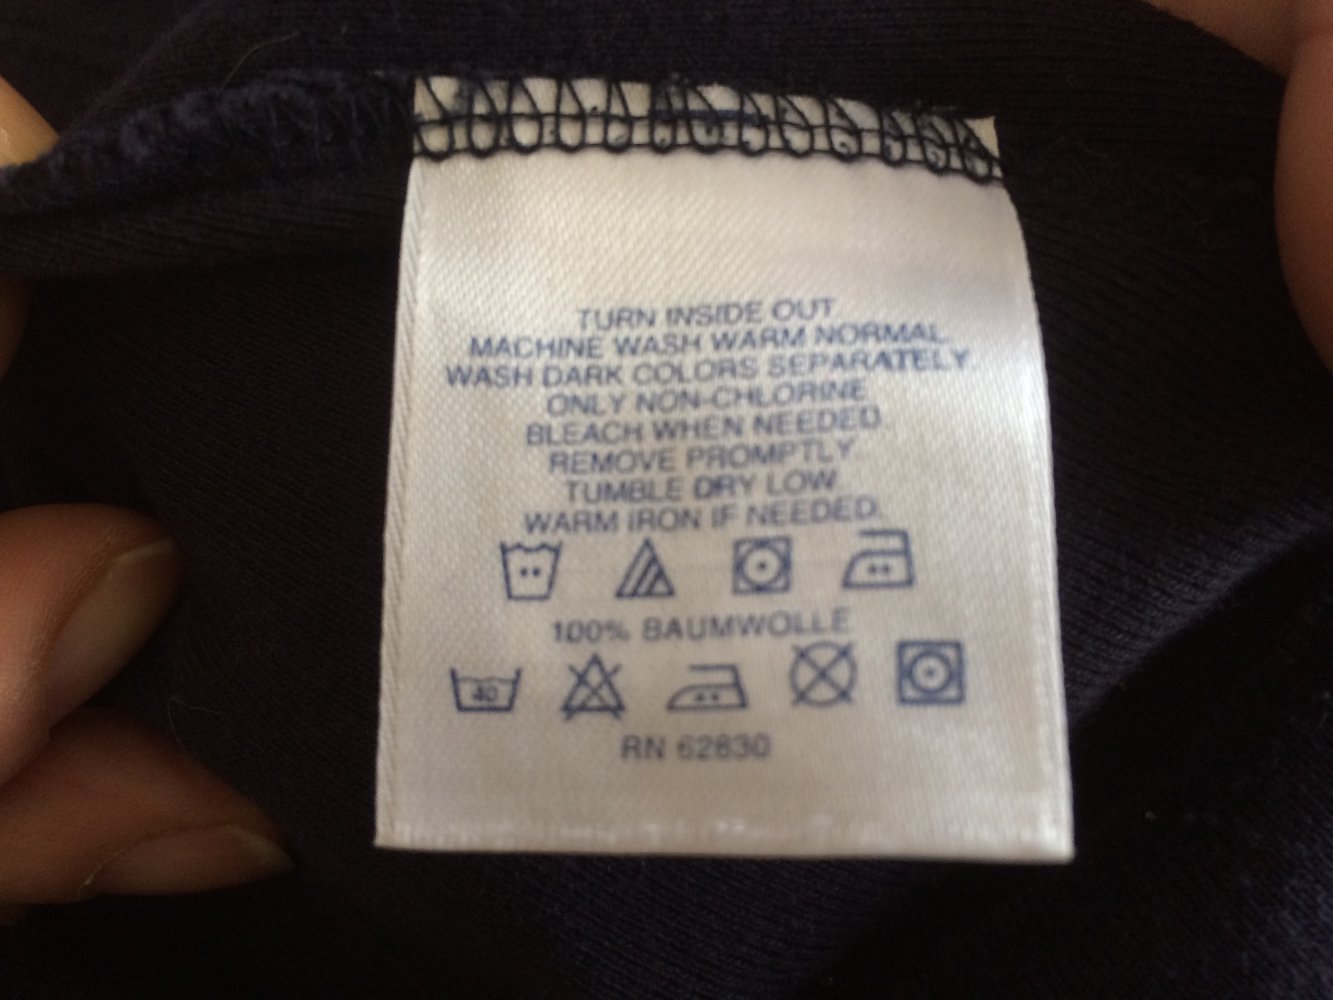 TURN INSIDE OUT
MACHINE WASH WARM NORMAL.
WASH DARK COLORS SEPARATELY.
ONLY NON-CHLORINE
BLEACH WHEN NEEDED.
REMOVE PROMPTLY.
TUMBLE DRY LOW.
WARM IRON IF NEEDED.
100% BAUMWOLLE
40
RN 62830